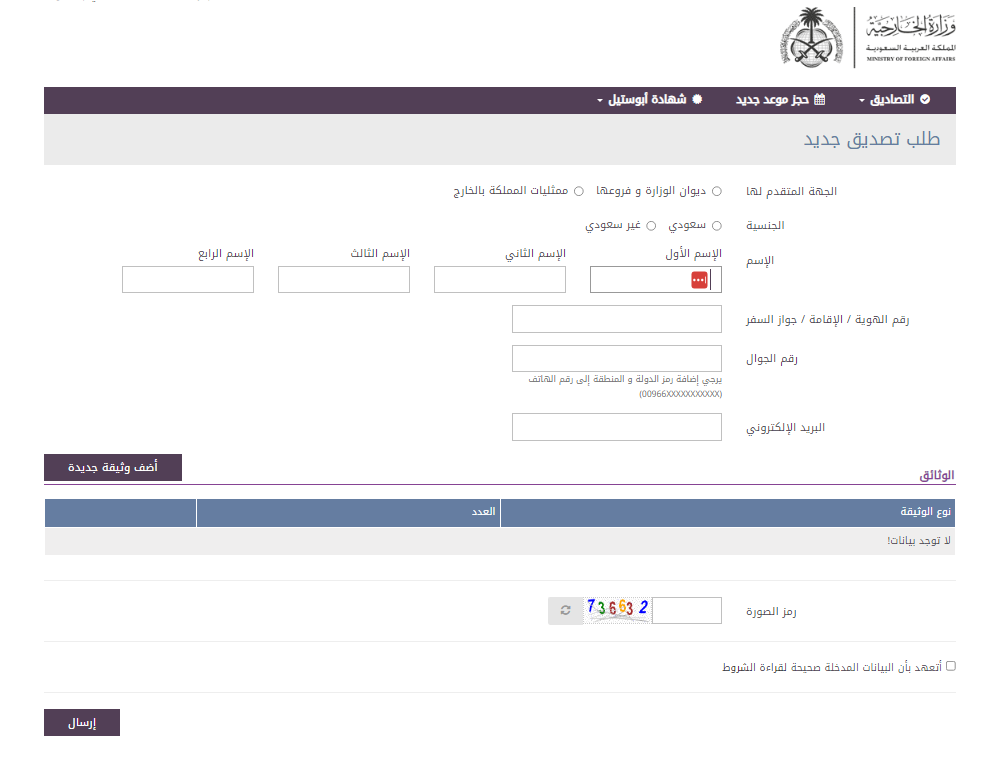 وزارة الخارجية
المملكة العربية السعودية
MINISTRY OF FOREIGN AFFAIRS
التصاديق
حجز موعد جديد
شهادة أبوستيل
طلب تصديق جديد
الجهة المتقدم لها
ديوان الوزارة و فروعها
ممثليات المملكة بالخارج
الجنسية
سعودي
غير سعودي
الإسم
الإسم الأول
الإسم الثاني
الإسم الثالث
الإسم الرابع
رقم الهوية / الإقامة / جواز السفر
رقم الجوال
يرجي إضافة رمز الدولة و المنطقة إلى رقم الهاتف
(00966XXXXXXXXXXX)
البريد الإلكتروني
أضف وثيقة جديدة
الوثائق
نوع الوثيقة
العدد
لا توجد بيانات!
رمز الصورة
736632
أتعهد بأن البيانات المدخلة صحيحة لقراءة الشروط
إرسال